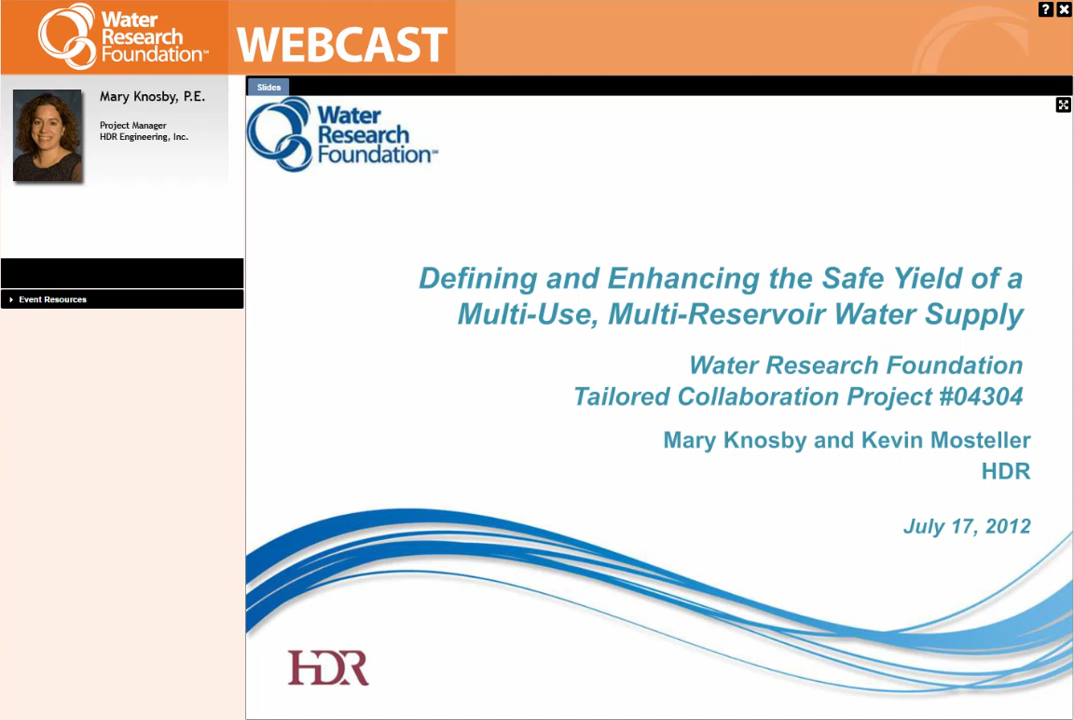 Water
Research
Foundation℠
WEBCAST
?
Mary Knosby, P.E.
Project Manager
HDR Engineering, Inc.
Event Resources
Slides
Water
Research
Foundation℠
Defining and Enhancing the Safe Yield of a
Multi-Use, Multi-Reservoir Water Supply
Water Research Foundation
Tailored Collaboration Project #04304
Mary Knosby and Kevin Mosteller
HDR
July 17, 2012
HDR